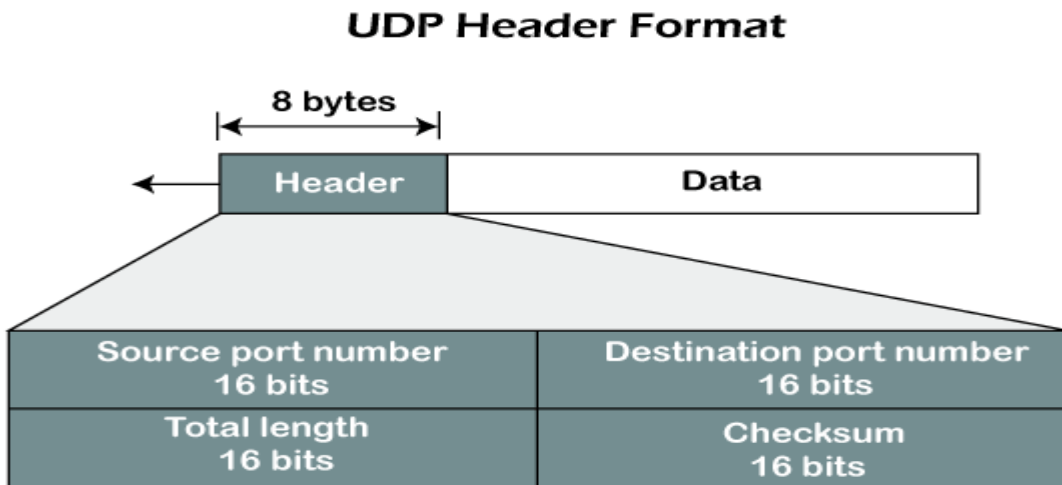 UDP Header Format
8 bytes
Header
Data
Source port number
16 bits
Destination port number
16 bits
Total length
16 bits
Checksum
16 bits